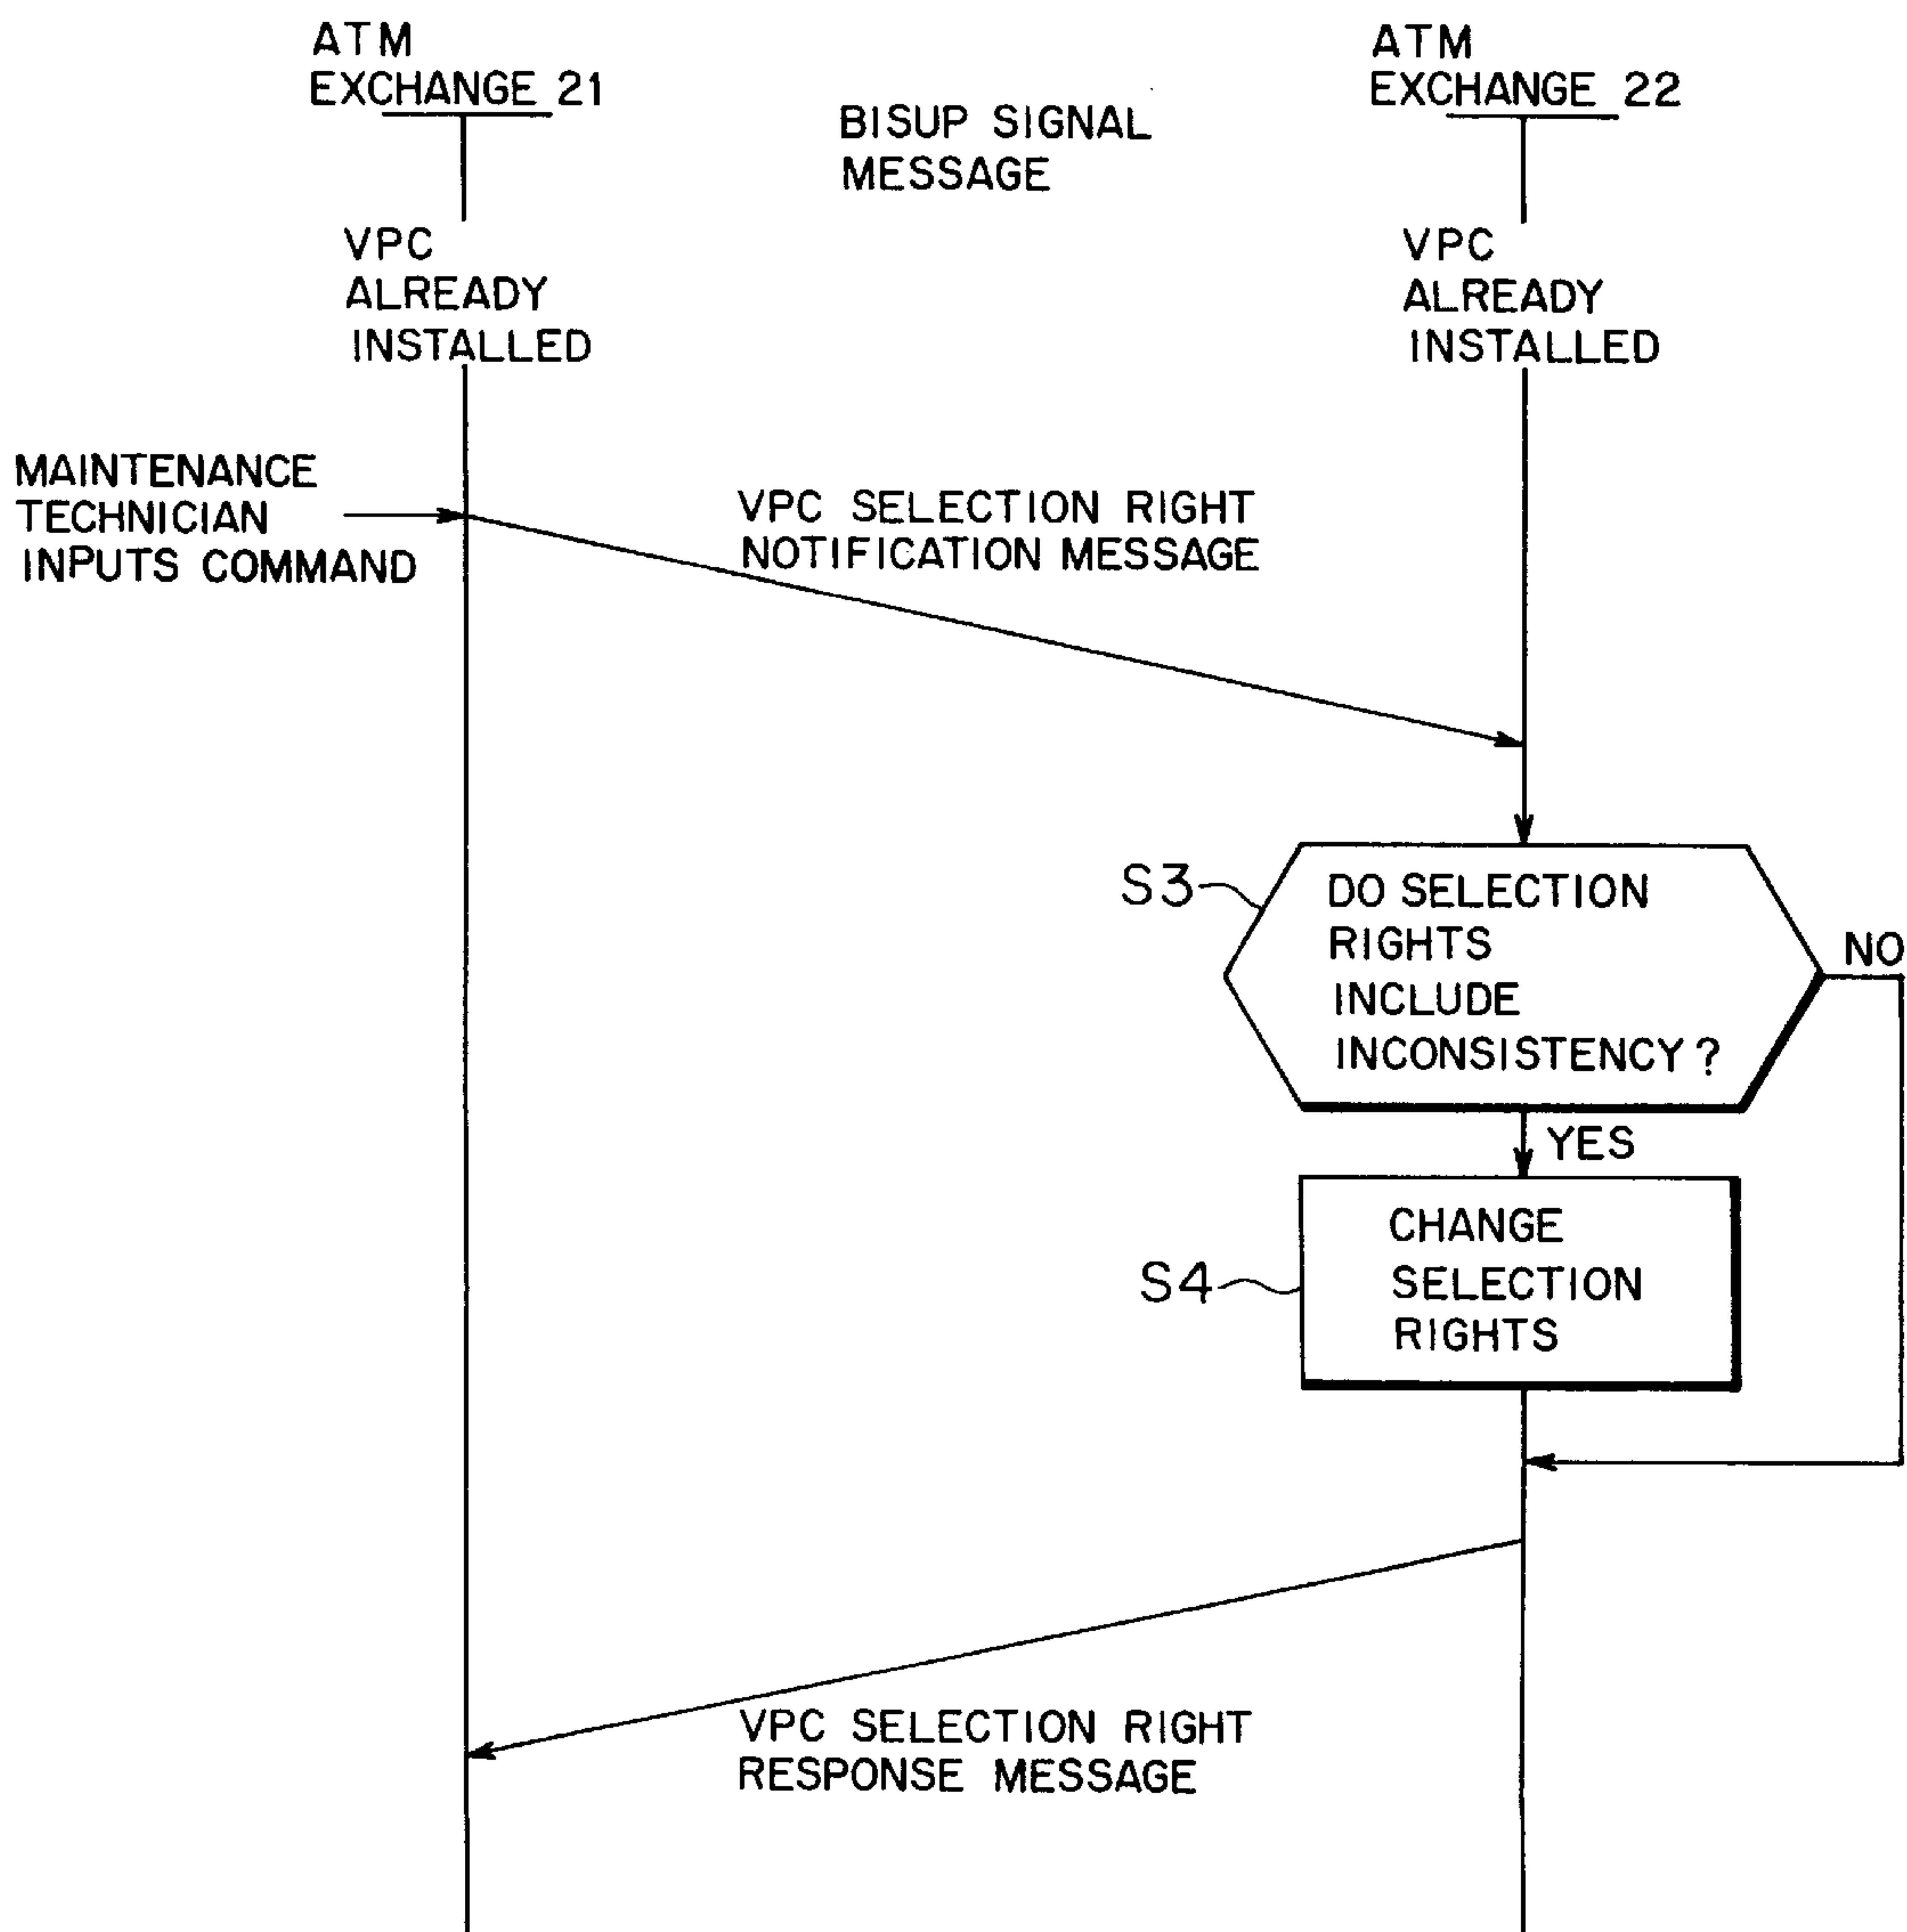 ATM
EXCHANGE 21
BISUP SIGNAL
MESSAGE
ATM
EXCHANGE 22
VPC
ALREADY
INSTALLED
VPC
ALREADY
INSTALLED
MAINTENANCE
TECHNICIAN
INPUTS COMMAND
VPC SELECTION RIGHT
NOTIFICATION MESSAGE
S3
DO SELECTION
RIGHTS
INCLUDE
INCONSISTENCY?
NO
YES
S4
CHANGE
SELECTION
RIGHTS
VPC SELECTION RIGHT
RESPONSE MESSAGE